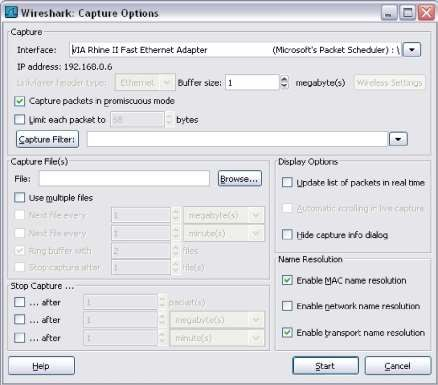 Wireshark: Capture Options
Capture
Interface: VIA Rhine II Fast Ethernet Adapter (Microsoft's Packet Scheduler) : \
IP address: 192.168.0.6
Link-layer header type: Ethernet Buffer size: 1 megabyte(s) Wireless Settings
Capture packets in promiscuous mode
Limit each packet to 68 bytes
Capture Filter:
Capture File(s)
File: Browse...
Use multiple files
Next file every 1 megabyte(s)
Next file every 1 minute(s)
Ring buffer with 2 files
Stop capture after 1 file(s)
Stop Capture ...
... after 1 packet(s)
... after 1 megabyte(s)
... after 1 minute(s)
Display Options
Update list of packets in real time
Automatic scrolling in live capture
Hide capture info dialog
Name Resolution
Enable MAC name resolution
Enable network name resolution
Enable transport name resolution
Help Start Cancel